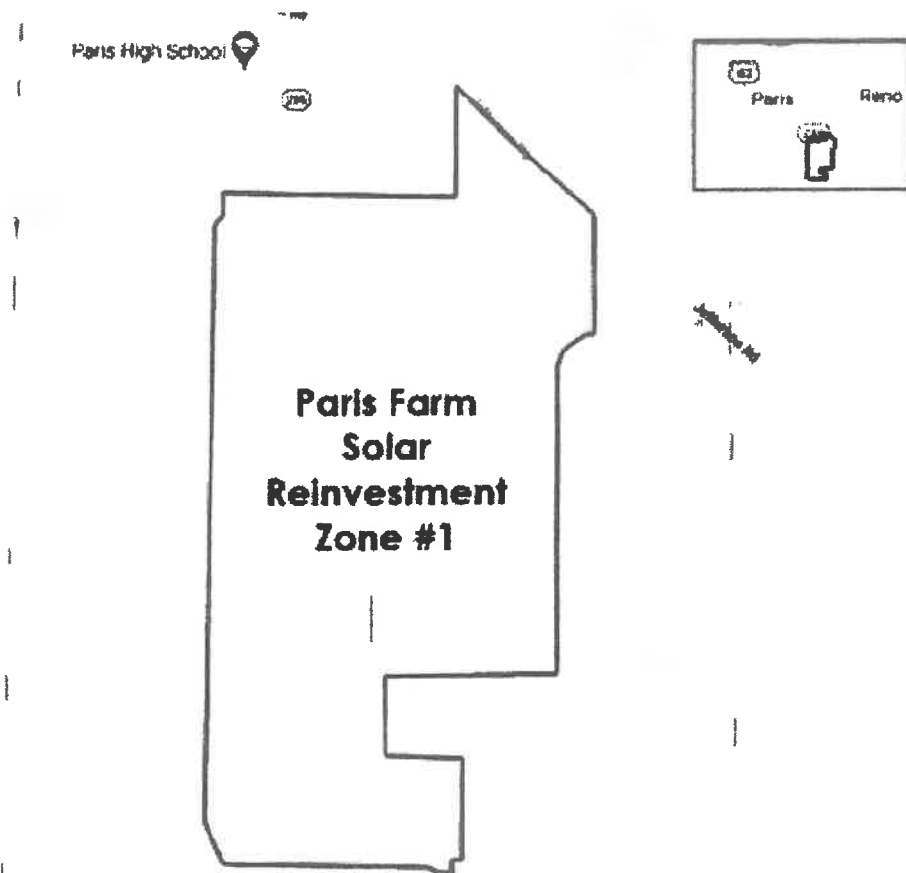 Paris High School
Paris Reno
Paris Farm
Solar
Reinvestment
Zone #1